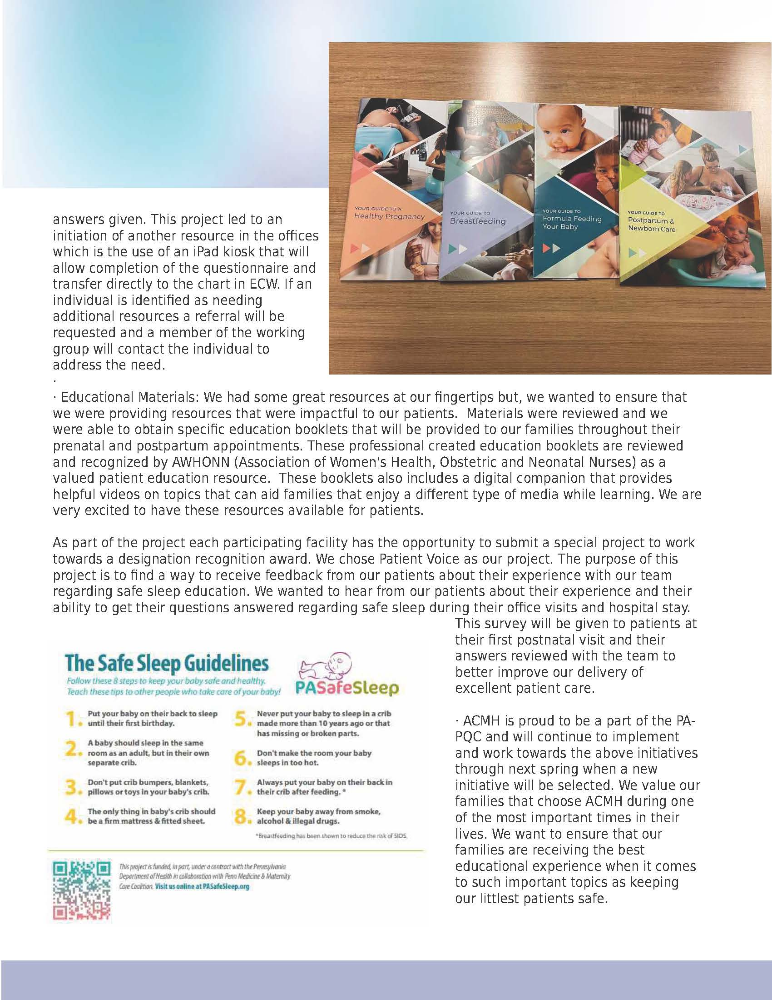 YOUR GUIDE TO A
Healthy Pregnancy
YOUR GUIDE TO
Breastfeeding
YOUR GUIDE TO
Formula Feeding
Your Baby
YOUR GUIDE TO
Postpartum &
Newborn Care
answers given. This project led to an
initiation of another resource in the offices
which is the use of an iPad kiosk that will
allow completion of the questionnaire and
transfer directly to the chart in ECW. If an
individual is identified as needing
additional resources a referral will be
requested and a member of the working
group will contact the individual to
address the need.
·
· Educational Materials: We had some great resources at our fingertips but, we wanted to ensure that
we were providing resources that were impactful to our patients.  Materials were reviewed and we
were able to obtain specific education booklets that will be provided to our families throughout their
prenatal and postpartum appointments. These professional created education booklets are reviewed
and recognized by AWHONN (Association of Women's Health, Obstetric and Neonatal Nurses) as a
valued patient education resource.  These booklets also includes a digital companion that provides
helpful videos on topics that can aid families that enjoy a different type of media while learning. We are
very excited to have these resources available for patients.
As part of the project each participating facility has the opportunity to submit a special project to work
towards a designation recognition award. We chose Patient Voice as our project. The purpose of this
project is to find a way to receive feedback from our patients about their experience with our team
regarding safe sleep education. We wanted to hear from our patients about their experience and their
ability to get their questions answered regarding safe sleep during their office visits and hospital stay.
This survey will be given to patients at
their first postnatal visit and their
answers reviewed with the team to
better improve our delivery of
excellent patient care.
· ACMH is proud to be a part of the PA-
PQC and will continue to implement
and work towards the above initiatives
through next spring when a new
initiative will be selected. We value our
families that choose ACMH during one
of the most important times in their
lives. We want to ensure that our
families are receiving the best
educational experience when it comes
to such important topics as keeping
our littlest patients safe.
The Safe Sleep Guidelines
Follow these 8 steps to keep your baby safe and healthy.
Teach these tips to other people who take care of your baby!
PASafeSleep
1. Put your baby on their back to sleep
until their first birthday.
2. A baby should sleep in the same
room as an adult, but in their own
separate crib.
3. Don't put crib bumpers, blankets,
pillows or toys in your baby's crib.
4. The only thing in baby's crib should
be a firm mattress & fitted sheet.
5. Never put your baby to sleep in a crib
made more than 10 years ago or that
has missing or broken parts.
6. Don't make the room your baby
sleeps in too hot.
7. Always put your baby on their back in
their crib after feeding. *
8. Keep your baby away from smoke,
alcohol & illegal drugs.
*Breastfeeding has been shown to reduce the risk of SIDS.
This project is funded, in part, under a contract with the Pennsylvania
Department of Health in collaboration with Penn Medicine & Maternity
Care Coalition. Visit us online at PASafeSleep.org